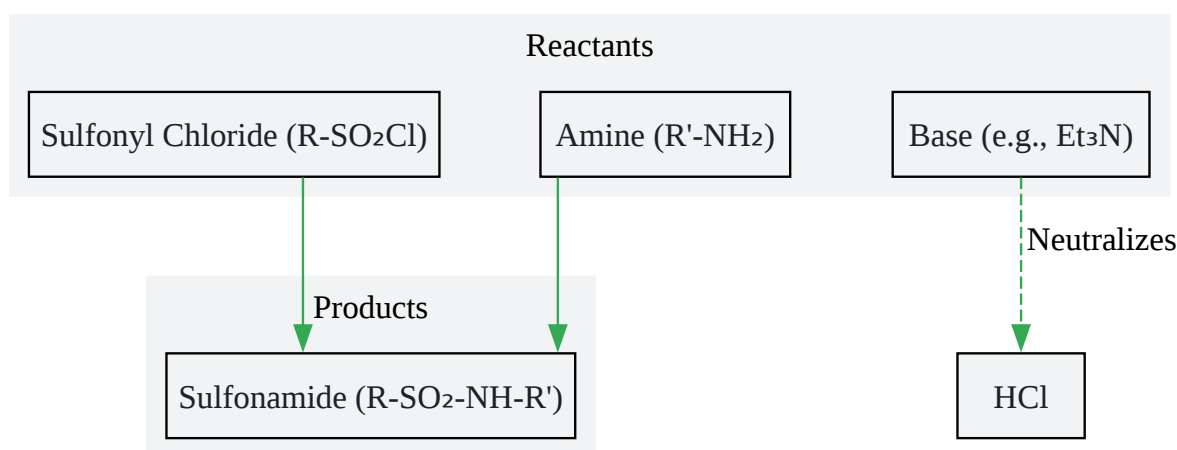 Reactants
Sulfonyl Chloride (R-SO₂Cl)
Amine (R'-NH₂)
Base (e.g., Et₃N)
Neutralizes
Products
Sulfonamide (R-SO₂-NH-R')
HCl